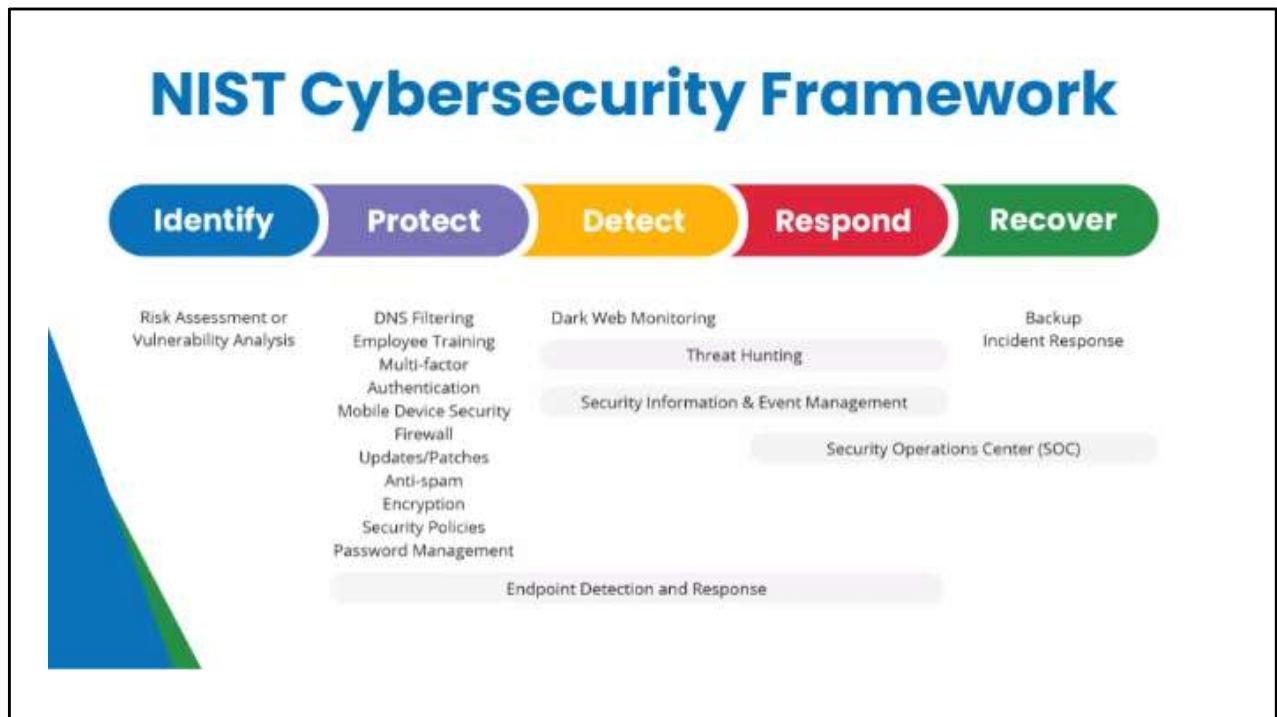 NIST Cybersecurity Framework
Identify
Protect
Detect
Respond
Recover
Risk Assessment or
Vulnerability Analysis
DNS Filtering
Employee Training
Multi-factor
Authentication
Mobile Device Security
Firewall
Updates/Patches
Anti-spam
Encryption
Security Policies
Password Management
Dark Web Monitoring
Threat Hunting
Security Information & Event Management
Security Operations Center (SOC)
Backup
Incident Response
Endpoint Detection and Response